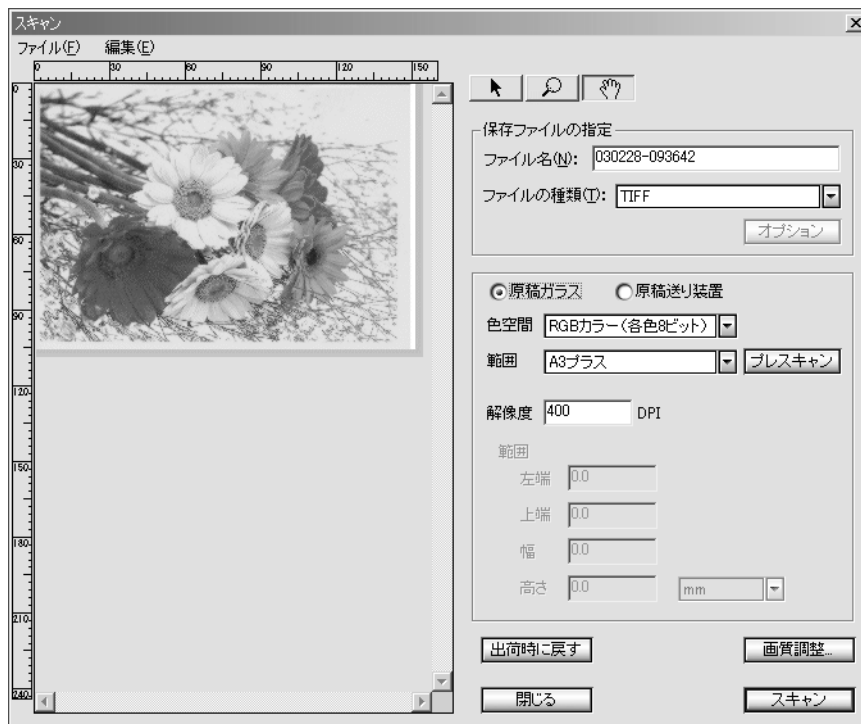 スキャン
ファイル(F) 編集(E)
0 30 60 90 120 150
0
30
60
90
120
150
180
210
240
保存ファイルの指定
ファイル名(N): 030228-093642
ファイルの種類(T): TIFF
オプション
原稿ガラス 原稿送り装置
色空間 RGBカラー(各色8ビット)
範囲 A3プラス プレスキャン
解像度 400 DPI
範囲
左端 0.0
上端 0.0
幅 0.0
高さ 0.0 mm
出荷時に戻す 画質調整...
閉じる スキャン